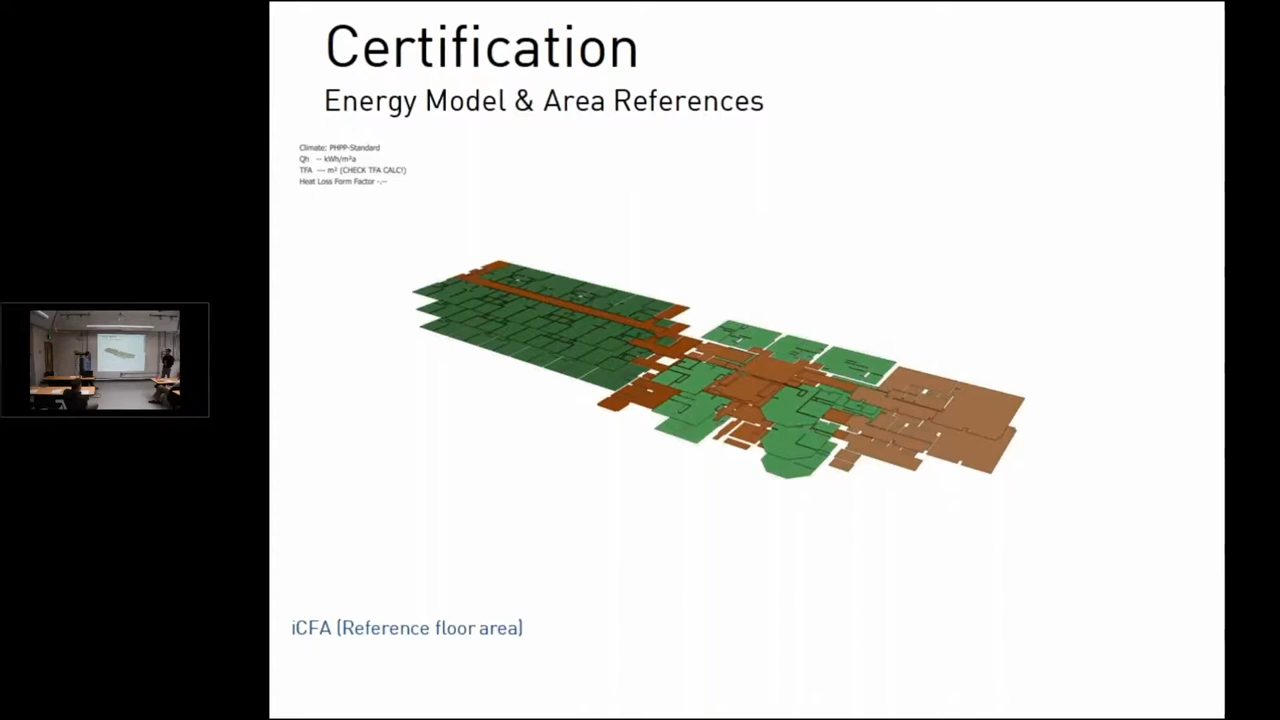 Certification
Energy Model & Area References
Climate: PHPP-Standard
Qh -- kWh/m²a
TFA --- m² (CHECK TFA CALC!)
Heat Loss Form Factor -.--
iCFA (Reference floor area)